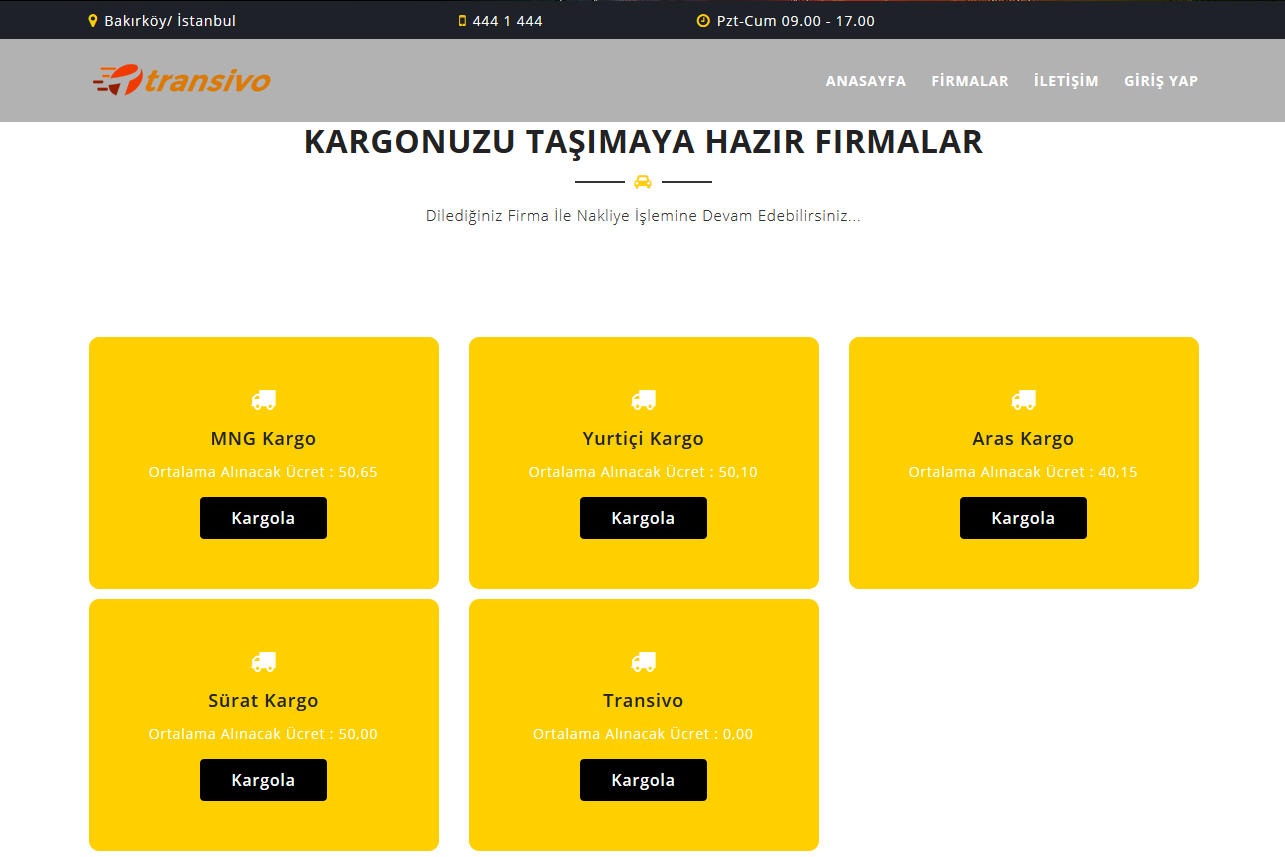 Bakırköy/ İstanbul
444 1 444
Pzt-Cum 09.00 - 17.00
transivo
ANASAYFA
FİRMALAR
İLETİŞİM
GİRİŞ YAP
KARGONUZU TAŞIMAYA HAZIR FIRMALAR
Dilediğiniz Firma İle Nakliye İşlemine Devam Edebilirsiniz...
MNG Kargo
Ortalama Alınacak Ücret : 50,65
Kargola
Yurtiçi Kargo
Ortalama Alınacak Ücret : 50,10
Kargola
Aras Kargo
Ortalama Alınacak Ücret : 40,15
Kargola
Sürat Kargo
Ortalama Alınacak Ücret : 50,00
Kargola
Transivo
Ortalama Alınacak Ücret : 0,00
Kargola